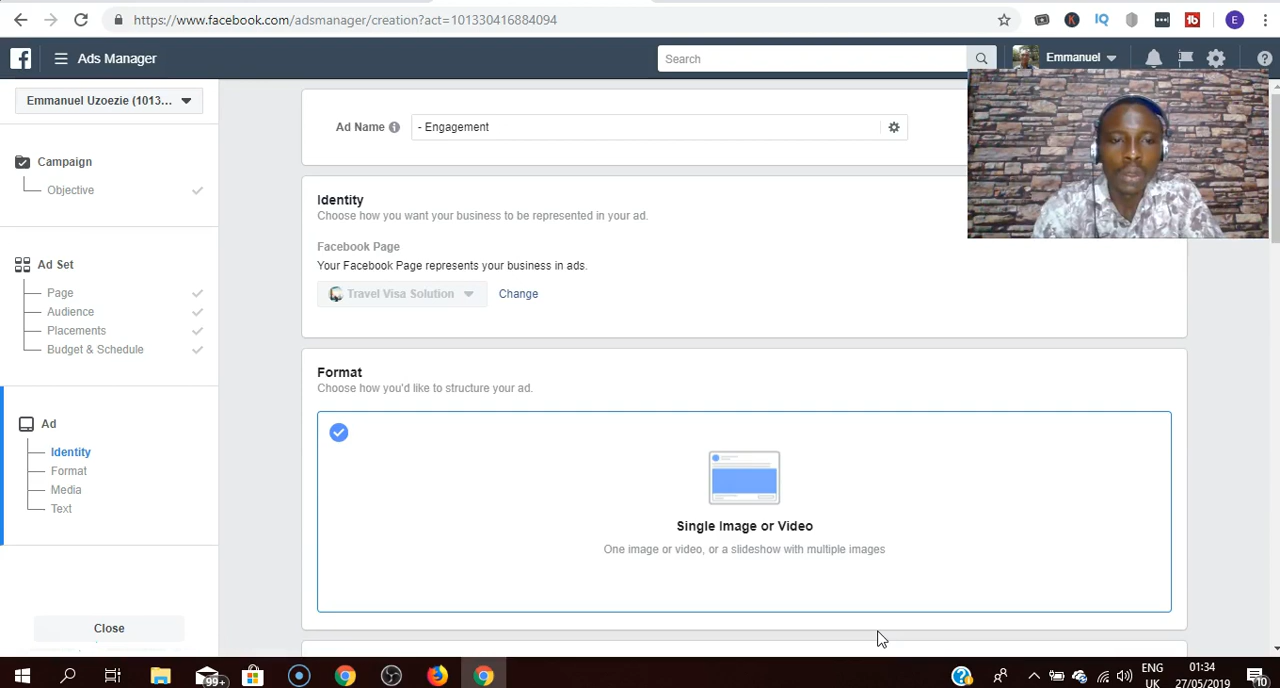 https://www.facebook.com/adsmanager/creation?act=101330416884094
K
IQ
tb
E
Ads Manager
Search
Emmanuel
Emmanuel Uzoezie (1013...
Ad Name
- Engagement
Campaign
Objective
Identity
Choose how you want your business to be represented in your ad.
Facebook Page
Your Facebook Page represents your business in ads.
Travel Visa Solution
Change
Ad Set
Page
Audience
Placements
Budget & Schedule
Format
Choose how you'd like to structure your ad.
Ad
Identity
Format
Media
Text
Single Image or Video
One image or video, or a slideshow with multiple images
Close
99+
ENG
UK
01:34
27/05/2019
10